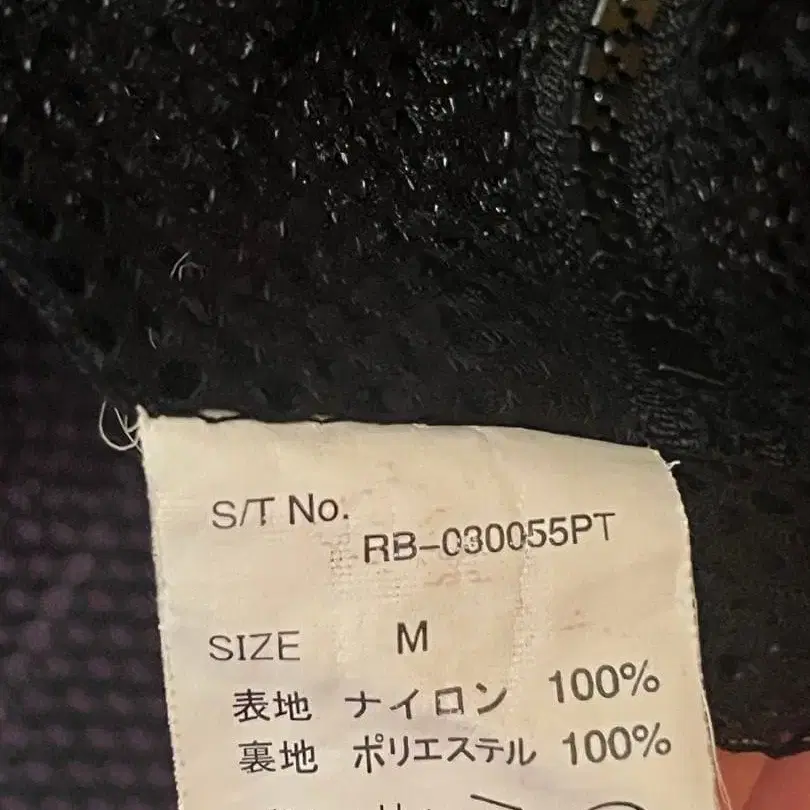 S/T No.
RB-030055PT
SIZE M
表地 ナイロン 100%
裏地 ポリエステル 100%